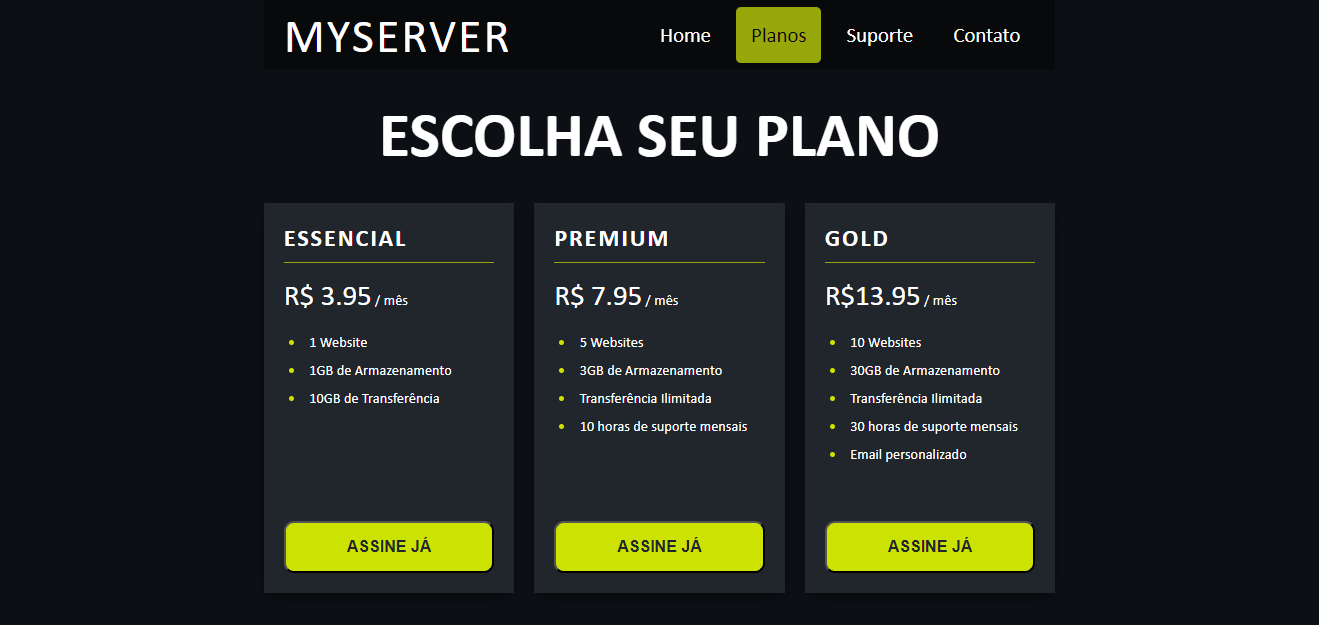 MYSERVER
Home
Planos
Suporte
Contato
ESCOLHA SEU PLANO
ESSENCIAL
R$ 3.95 / mês
1 Website
1GB de Armazenamento
10GB de Transferência
ASSINE JÁ
PREMIUM
R$ 7.95 / mês
5 Websites
3GB de Armazenamento
Transferência Ilimitada
10 horas de suporte mensais
ASSINE JÁ
GOLD
R$13.95 / mês
10 Websites
30GB de Armazenamento
Transferência Ilimitada
30 horas de suporte mensais
Email personalizado
ASSINE JÁ